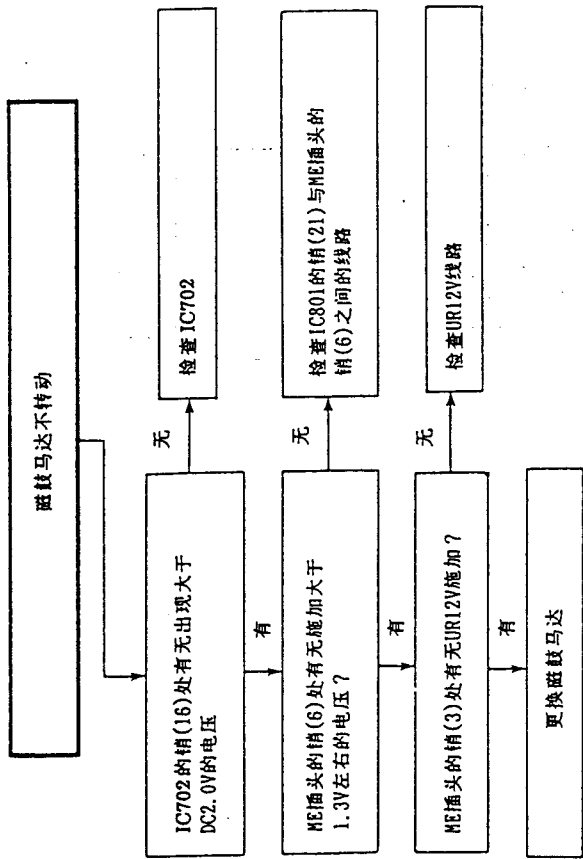 磁鼓马达不转动
IC702的销(16)处有无出现大于
DC2.0V的电压
无
检查IC702
有
ME插头的销(6)处有无施加大于
1.3V左右的电压?
无
检查IC801的销(21)与ME插头的
销(6)之间的线路
有
ME插头的销(3)处有无UR12V施加?
无
检查UR12V线路
有
更换磁鼓马达